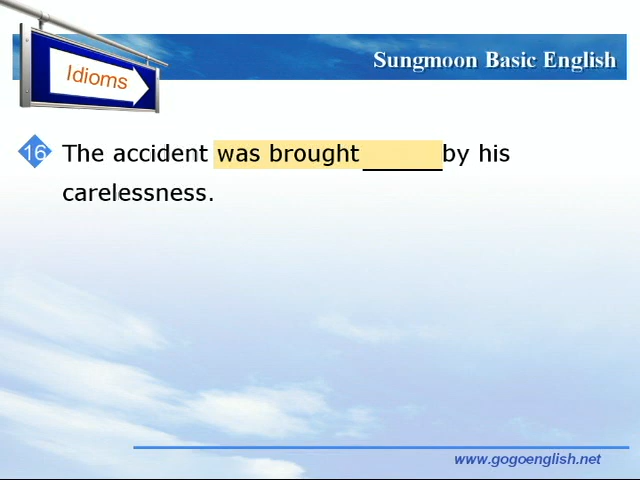 Idioms
Sungmoon Basic English
16 The accident was brought ______ by his
carelessness.
www.gogoenglish.net